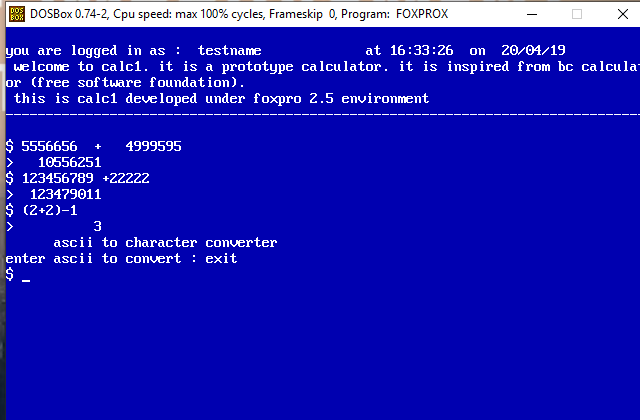 DOSBox 0.74-2, Cpu speed: max 100% cycles, Frameskip 0, Program: FOXPROX
you are logged in as : testname at 16:33:26 on 20/04/19
welcome to calc1. it is a prototype calculator. it is inspired from bc calculat
or (free software foundation).
this is calc1 developed under foxpro 2.5 environment
--------------------------------------------------------------------------------
$ 5556656 + 4999595
> 10556251
$ 123456789 +22222
> 123479011
$ (2+2)-1
> 3
ascii to character converter
enter ascii to convert : exit
$ _